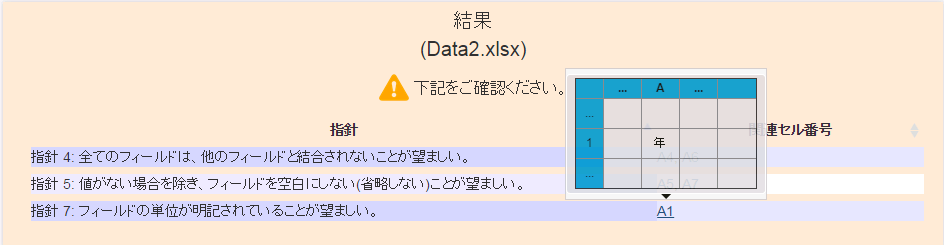 結果
(Data2.xlsx)
下記をご確認ください。
... A ...
...
1 年
...
指針 関連セル番号
指針 4: 全てのフィールドは、他のフィールドと結合されないことが望ましい。
指針 5: 値がない場合を除き、フィールドを空白にしない(省略しない)ことが望ましい。 A5, A7
指針 7: フィールドの単位が明記されていることが望ましい。 A1